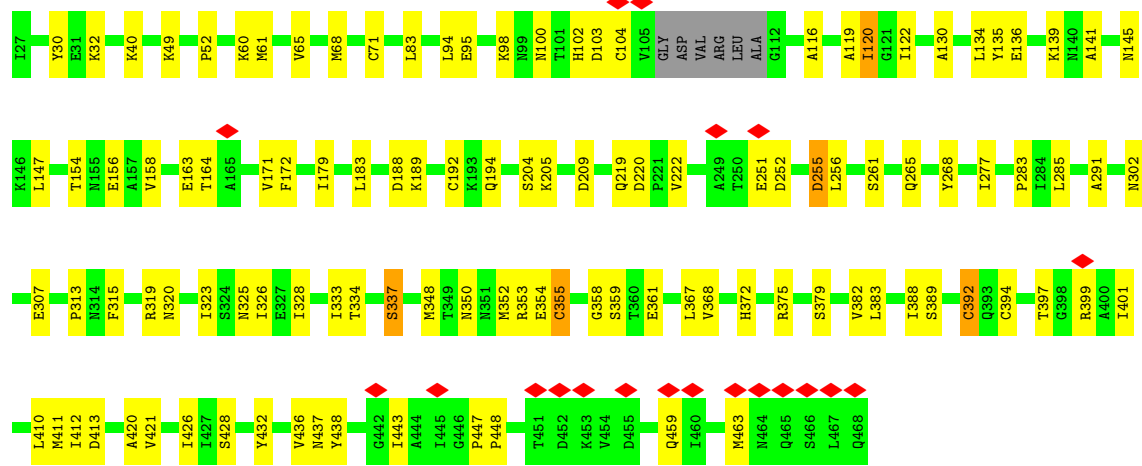 I27 Y30 E31 K32 K40 K49 P52 K60 M61 V65 M68 C71 L83 L94 E95 K98 N99 N100 T101 H102 D103 C104 V105 GLY ASP VAL ARG LEU ALA G112 A116 A119 I120 G121 I122 A130 L134 Y135 E136 K139 N140 A141 N145
K146 L147 T154 N155 E156 A157 V158 E163 T164 A165 V171 F172 I179 L183 D188 K189 C192 K193 Q194 S204 K205 D209 Q219 D220 P221 V222 A249 T250 E251 D252 D255 L256 S261 Q265 Y268 I277 P283 I284 L285 A291 N302
E307 P313 N314 F315 R319 N320 I323 S324 N325 I326 E327 I328 I333 T334 S337 M348 T349 N350 N351 M352 R353 E354 C355 G358 S359 T360 E361 L367 V368 H372 R375 S379 V382 L383 I388 S389 C392 Q393 C394 T397 G398 R399 A400 I401
L410 M411 I412 D413 A420 V421 I426 I427 S428 Y432 V436 N437 Y438 G442 I443 A444 I445 G446 P447 P448 T451 D452 K453 V454 D455 Q459 I460 M463 N464 Q465 S466 L467 Q468